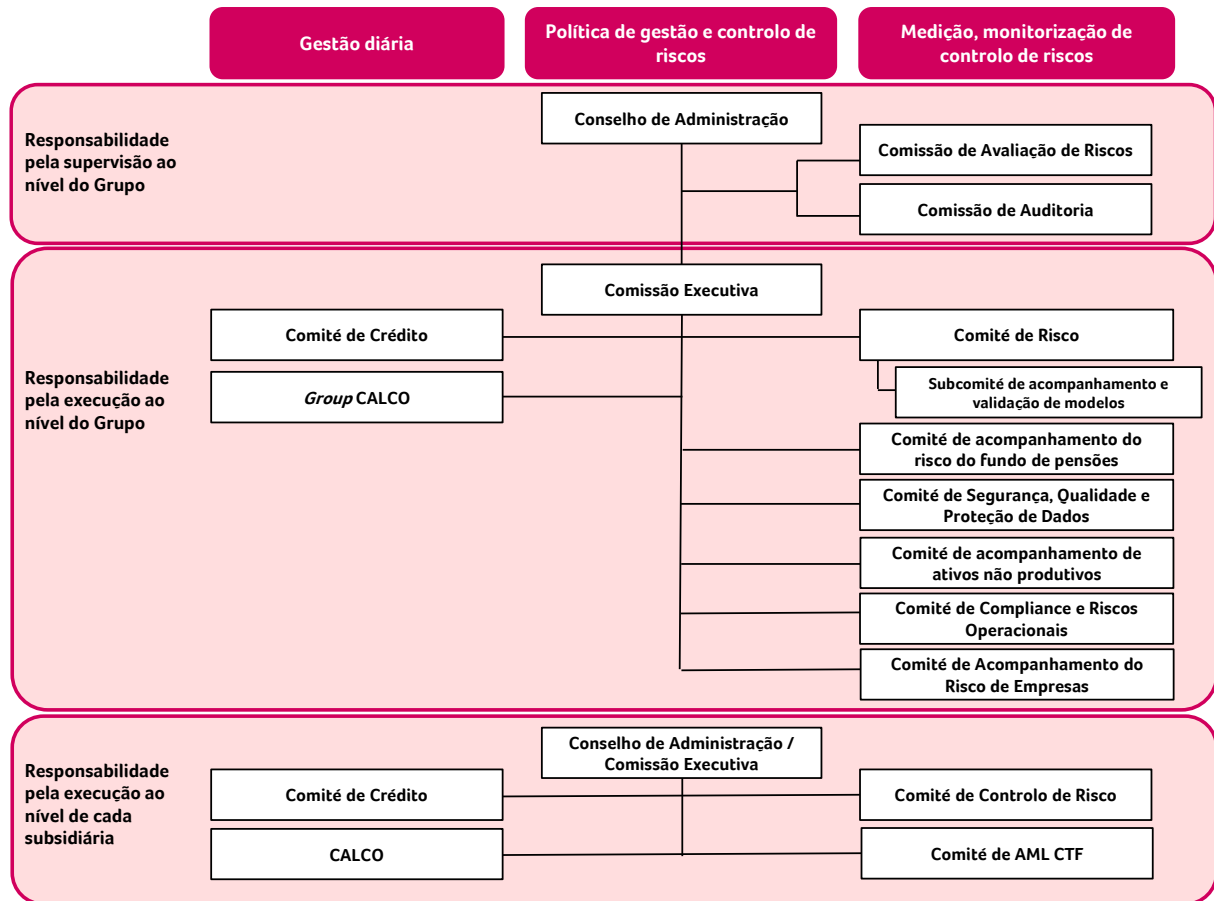 Gestão diária
Política de gestão e controlo de
riscos
Medição, monitorização de
controlo de riscos
Responsabilidade
pela supervisão ao
nível do Grupo
Conselho de Administração
Comissão de Avaliação de Riscos
Comissão de Auditoria
Responsabilidade
pela execução ao
nível do Grupo
Comissão Executiva
Comité de Crédito
Group CALCO
Comité de Risco
Subcomité de acompanhamento e
validação de modelos
Comité de acompanhamento do
risco do fundo de pensões
Comité de Segurança, Qualidade e
Proteção de Dados
Comité de acompanhamento de
ativos não produtivos
Comité de Compliance e Riscos
Operacionais
Comité de Acompanhamento do
Risco de Empresas
Responsabilidade
pela execução ao
nível de cada
subsidiária
Conselho de Administração /
Comissão Executiva
Comité de Crédito
CALCO
Comité de Controlo de Risco
Comité de AML CTF